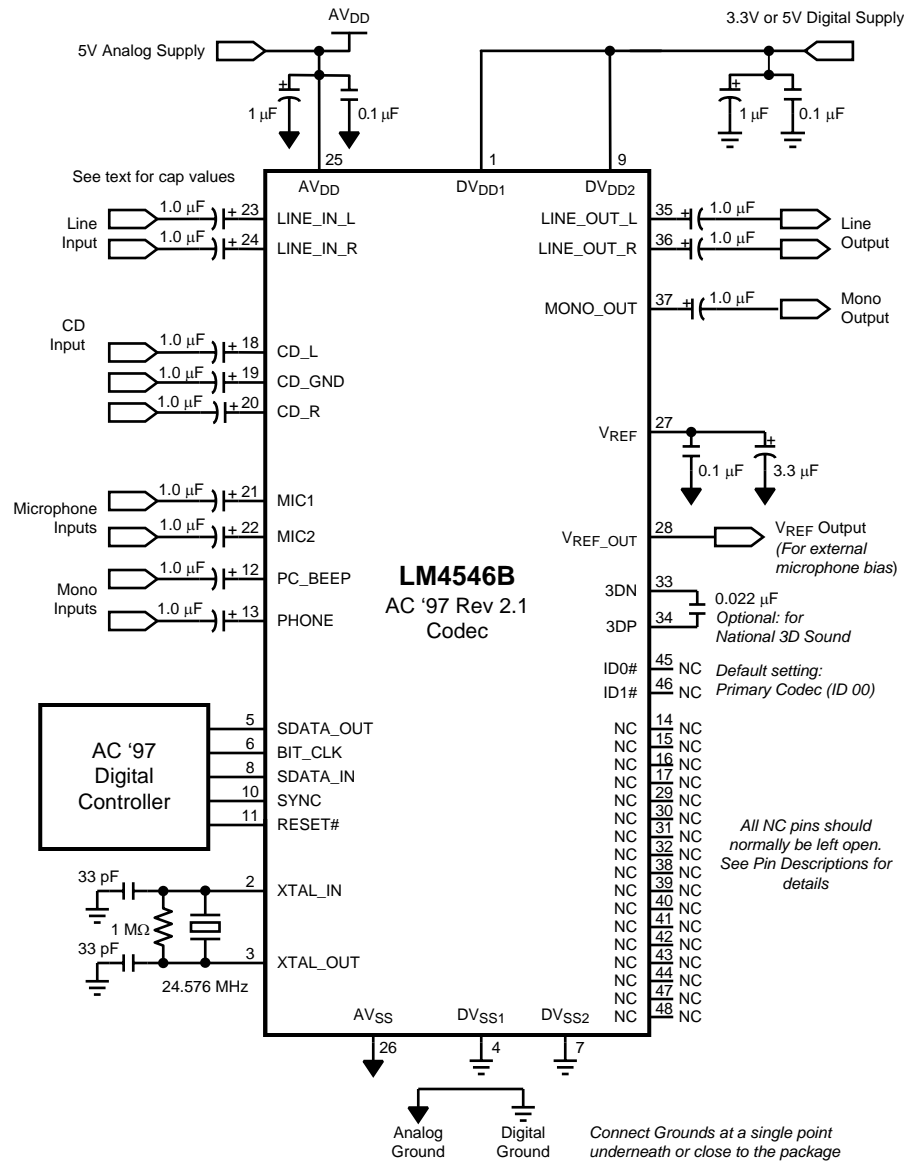 AVDD
3.3V or 5V Digital Supply
5V Analog Supply
1 μF
0.1 μF
1 μF
0.1 μF
25
1
9
See text for cap values
AVDD
DVDD1
DVDD2
Line
Input
1.0 μF
+ 23
LINE_IN_L
1.0 μF
+ 24
LINE_IN_R
LINE_OUT_L
35
+
1.0 μF
LINE_OUT_R
36
+
1.0 μF
Line
Output
MONO_OUT
37
+
1.0 μF
Mono
Output
CD
Input
1.0 μF
+ 18
CD_L
1.0 μF
+ 19
CD_GND
1.0 μF
+ 20
CD_R
VREF
27
+
0.1 μF
3.3 μF
Microphone
Inputs
1.0 μF
+ 21
MIC1
1.0 μF
+ 22
MIC2
VREF_OUT
28
VREF Output
(For external
microphone bias)
Mono
Inputs
1.0 μF
+ 12
PC_BEEP
1.0 μF
+ 13
PHONE
LM4546B
AC ‘97 Rev 2.1
Codec
3DN
33
3DP
34
0.022 μF
Optional: for
National 3D Sound
ID0#
45
NC
ID1#
46
NC
Default setting:
Primary Codec (ID 00)
AC ‘97
Digital
Controller
5
SDATA_OUT
6
BIT_CLK
8
SDATA_IN
10
SYNC
11
RESET#
NC 14 NC
NC 15 NC
NC 16 NC
NC 17 NC
NC 29 NC
NC 30 NC
NC 31 NC
NC 32 NC
NC 38 NC
NC 39 NC
NC 40 NC
NC 41 NC
NC 42 NC
NC 43 NC
NC 44 NC
NC 47 NC
NC 48 NC
All NC pins should
normally be left open.
See Pin Descriptions for
details
33 pF
2
XTAL_IN
1 MΩ
33 pF
3
XTAL_OUT
24.576 MHz
AVSS
DVSS1
DVSS2
26
4
7
Analog
Ground
Digital
Ground
Connect Grounds at a single point
underneath or close to the package